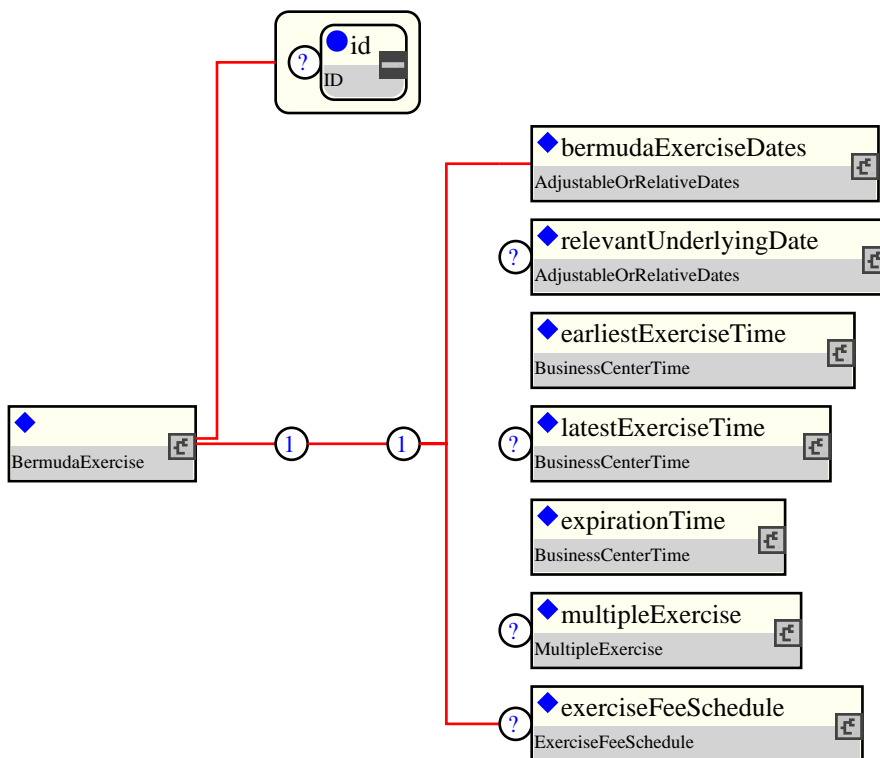 ? id
ID
bermudaExerciseDates
AdjustableOrRelativeDates
? relevantUnderlyingDate
AdjustableOrRelativeDates
earliestExerciseTime
BusinessCenterTime
BermudaExercise
1
1
? latestExerciseTime
BusinessCenterTime
expirationTime
BusinessCenterTime
? multipleExercise
MultipleExercise
? exerciseFeeSchedule
ExerciseFeeSchedule